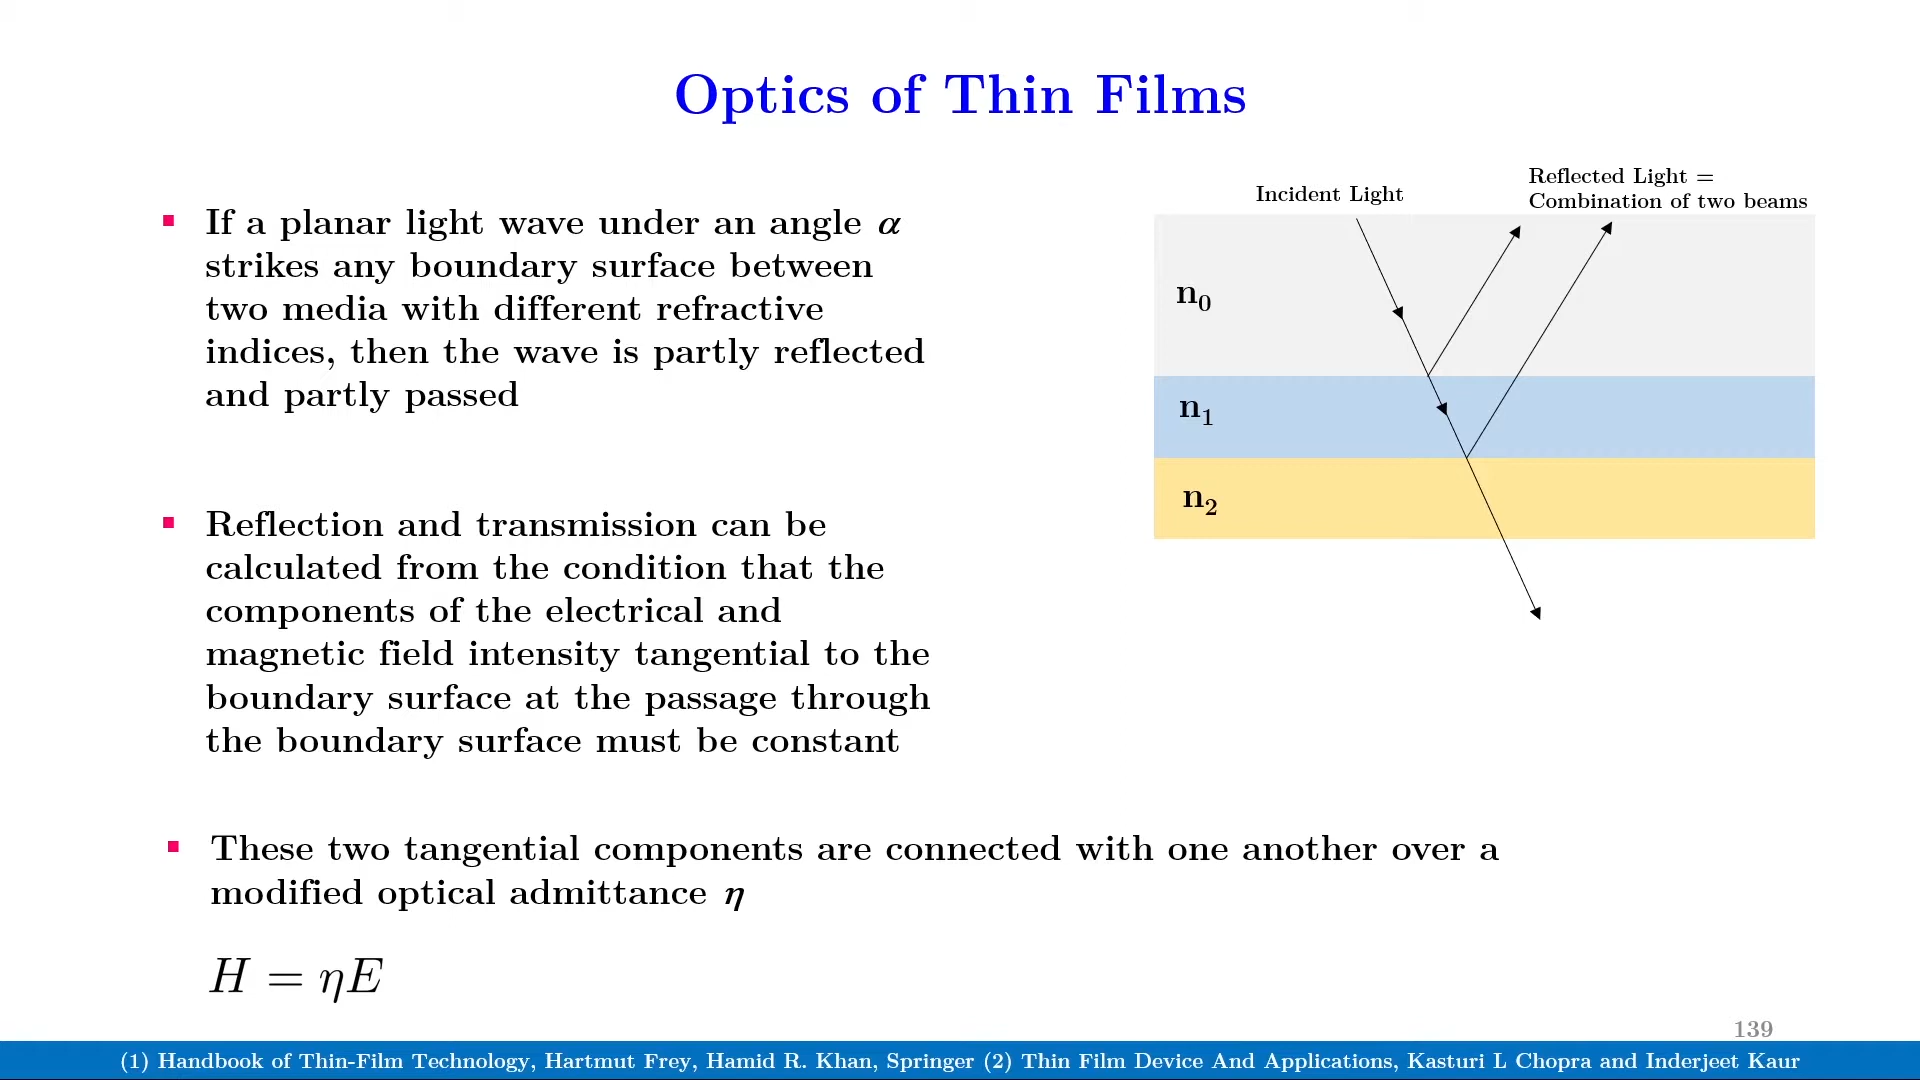 Optics of Thin Films
▪ If a planar light wave under an angle α
strikes any boundary surface between
two media with different refractive
indices, then the wave is partly reflected
and partly passed
▪ Reflection and transmission can be
calculated from the condition that the
components of the electrical and
magnetic field intensity tangential to the
boundary surface at the passage through
the boundary surface must be constant
▪ These two tangential components are connected with one another over a
modified optical admittance η
H = ηE
Incident Light
Reflected Light =
Combination of two beams
n₀
n₁
n₂
139
(1) Handbook of Thin-Film Technology, Hartmut Frey, Hamid R. Khan, Springer (2) Thin Film Device And Applications, Kasturi L Chopra and Inderjeet Kaur